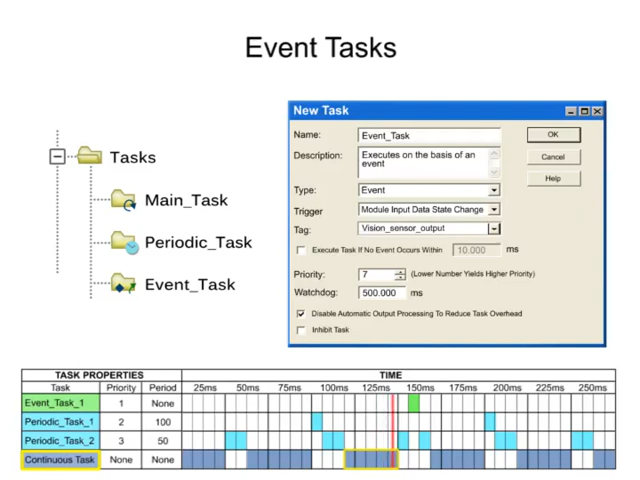 Event Tasks
Tasks
Main_Task
Periodic_Task
Event_Task
New Task
Name: Event_Task OK
Description: Executes on the basis of an event Cancel
Help
Type: Event
Trigger Module Input Data State Change
Tag: Vision_sensor_output
Execute Task If No Event Occurs Within 10.000 ms
Priority: 7 (Lower Number Yields Higher Priority)
Watchdog: 500.000 ms
Disable Automatic Output Processing To Reduce Task Overhead
Inhibit Task
TASK PROPERTIES TIME
Task Priority Period 25ms 50ms 75ms 100ms 125ms 150ms 175ms 200ms 225ms 250ms
Event_Task_1 1 None
Periodic_Task_1 2 100
Periodic_Task_2 3 50
Continuous Task None None